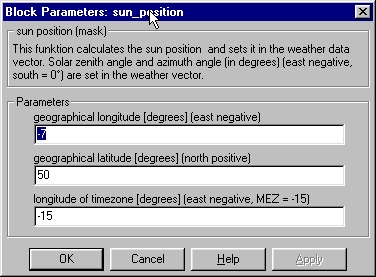 Block Parameters: sun_position
sun position (mask)
This funktion calculates the sun position and sets it in the weather data
vector. Solar zenith angle and azimuth angle (in degrees) (east negative,
south = 0°) are set in the weather vector.
Parameters
geographical longitude [degrees] (east negative)
-7
geographical latitude [degrees] (north positive)
50
longitude of timezone [degrees] (east negative, MEZ = -15)
-15
OK Cancel Help Apply